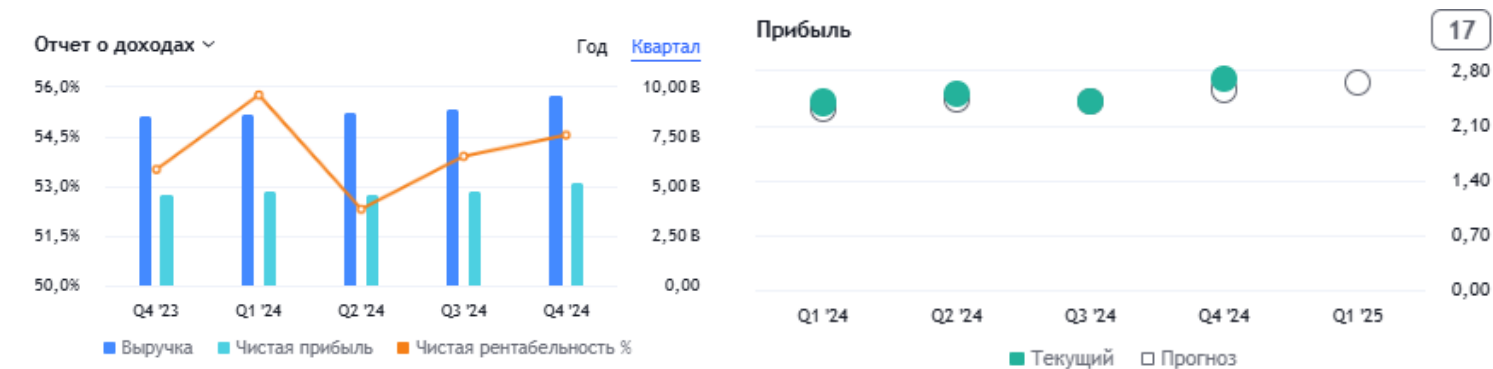 Отчет о доходах
Год Квартал
56,0%
54,5%
53,0%
51,5%
50,0%
10,00 B
7,50 B
5,00 B
2,50 B
0,00
Q4 '23 Q1 '24 Q2 '24 Q3 '24 Q4 '24
Выручка Чистая прибыль Чистая рентабельность %
Прибыль
17
2,80
2,10
1,40
0,70
0,00
Q1 '24 Q2 '24 Q3 '24 Q4 '24 Q1 '25
Текущий Прогноз